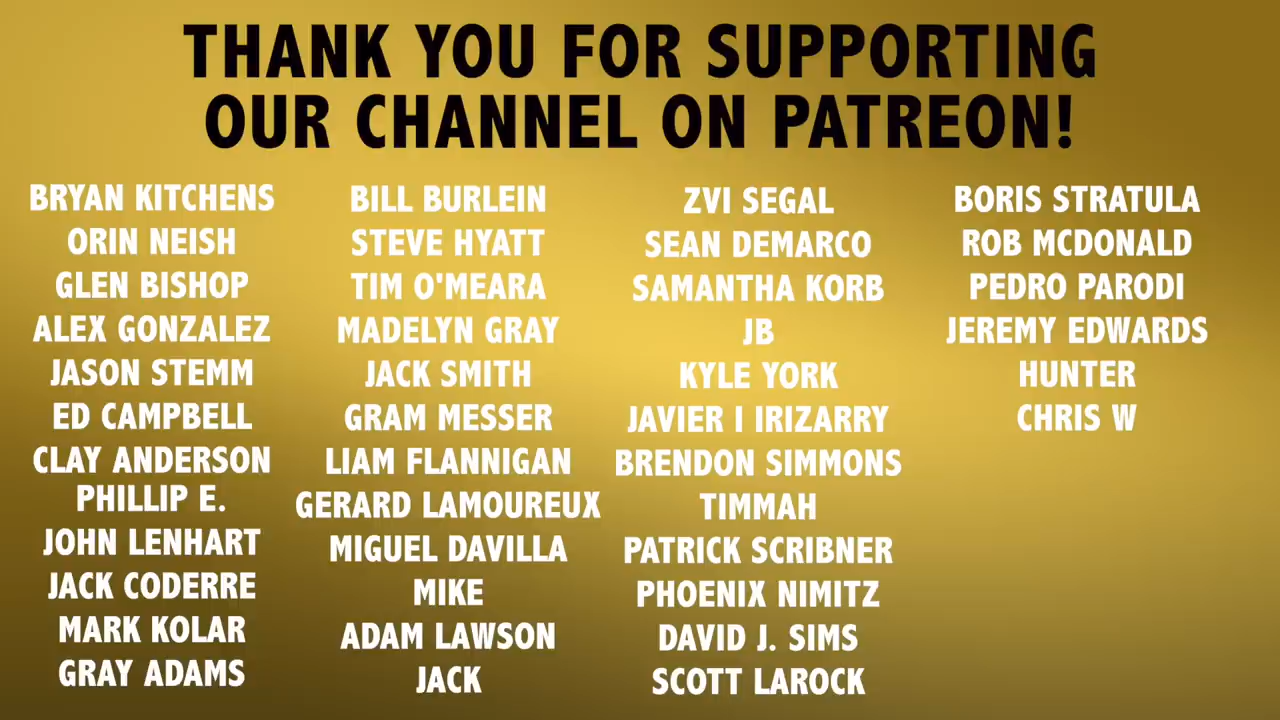 THANK YOU FOR SUPPORTING
OUR CHANNEL ON PATREON!
BRYAN KITCHENS
ORIN NEISH
GLEN BISHOP
ALEX GONZALEZ
JASON STEMM
ED CAMPBELL
CLAY ANDERSON
PHILLIP E.
JOHN LENHART
JACK CODERRE
MARK KOLAR
GRAY ADAMS
BILL BURLEIN
STEVE HYATT
TIM O'MEARA
MADELYN GRAY
JACK SMITH
GRAM MESSER
LIAM FLANNIGAN
GERARD LAMOUREUX
MIGUEL DAVILLA
MIKE
ADAM LAWSON
JACK
ZVI SEGAL
SEAN DEMARCO
SAMANTHA KORB
JB
KYLE YORK
JAVIER I IRIZARRY
BRENDON SIMMONS
TIMMAH
PATRICK SCRIBNER
PHOENIX NIMITZ
DAVID J. SIMS
SCOTT LAROCK
BORIS STRATULA
ROB MCDONALD
PEDRO PARODI
JEREMY EDWARDS
HUNTER
CHRIS W